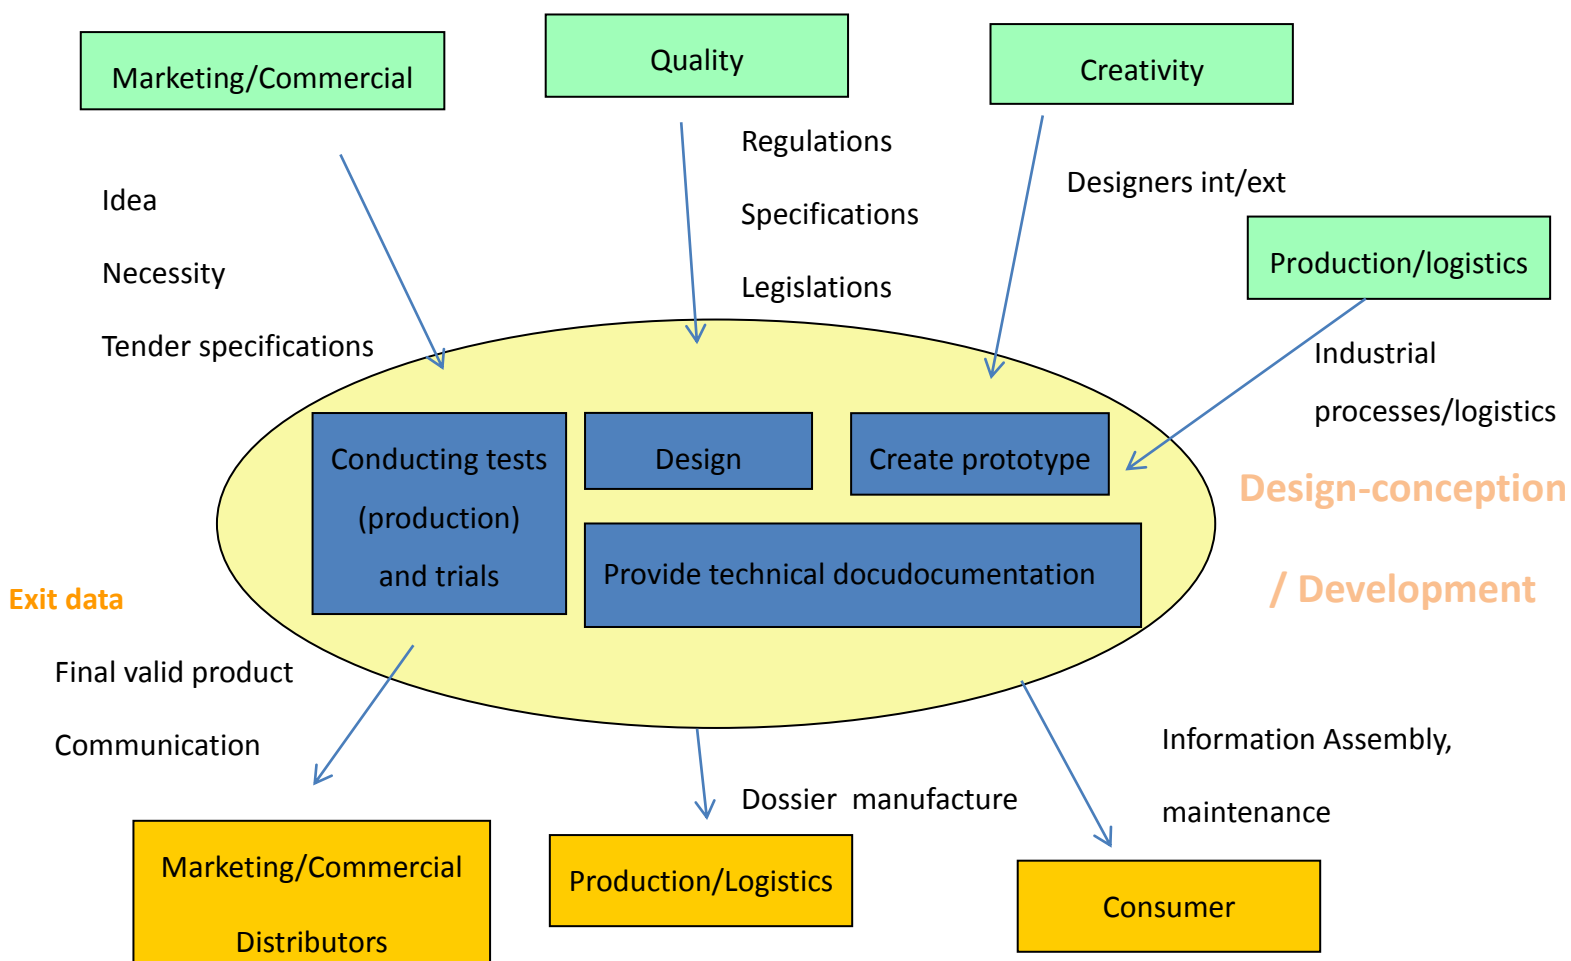 Marketing/Commercial
Quality
Creativity
Regulations
Designers int/ext
Idea
Specifications
Necessity
Production/logistics
Legislations
Tender specifications
Industrial
processes/logistics
Conducting tests
(production)
and trials
Design
Create prototype
Provide technical docudocumentation
Design-conception
/ Development
Exit data
Final valid product
Communication
Dossier manufacture
Information Assembly,
maintenance
Marketing/Commercial
Distributors
Production/Logistics
Consumer